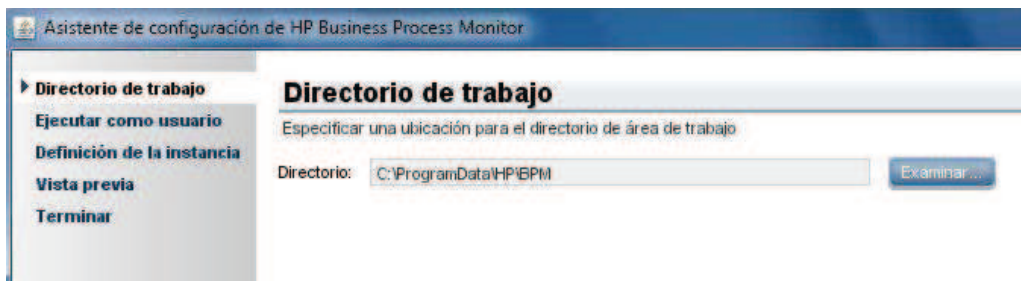 Asistente de configuración de HP Business Process Monitor
Directorio de trabajo
Ejecutar como usuario
Definición de la instancia
Vista previa
Terminar
Directorio de trabajo
Especificar una ubicación para el directorio de área de trabajo
Directorio: C:\ProgramData\HP\BPM Examinar...